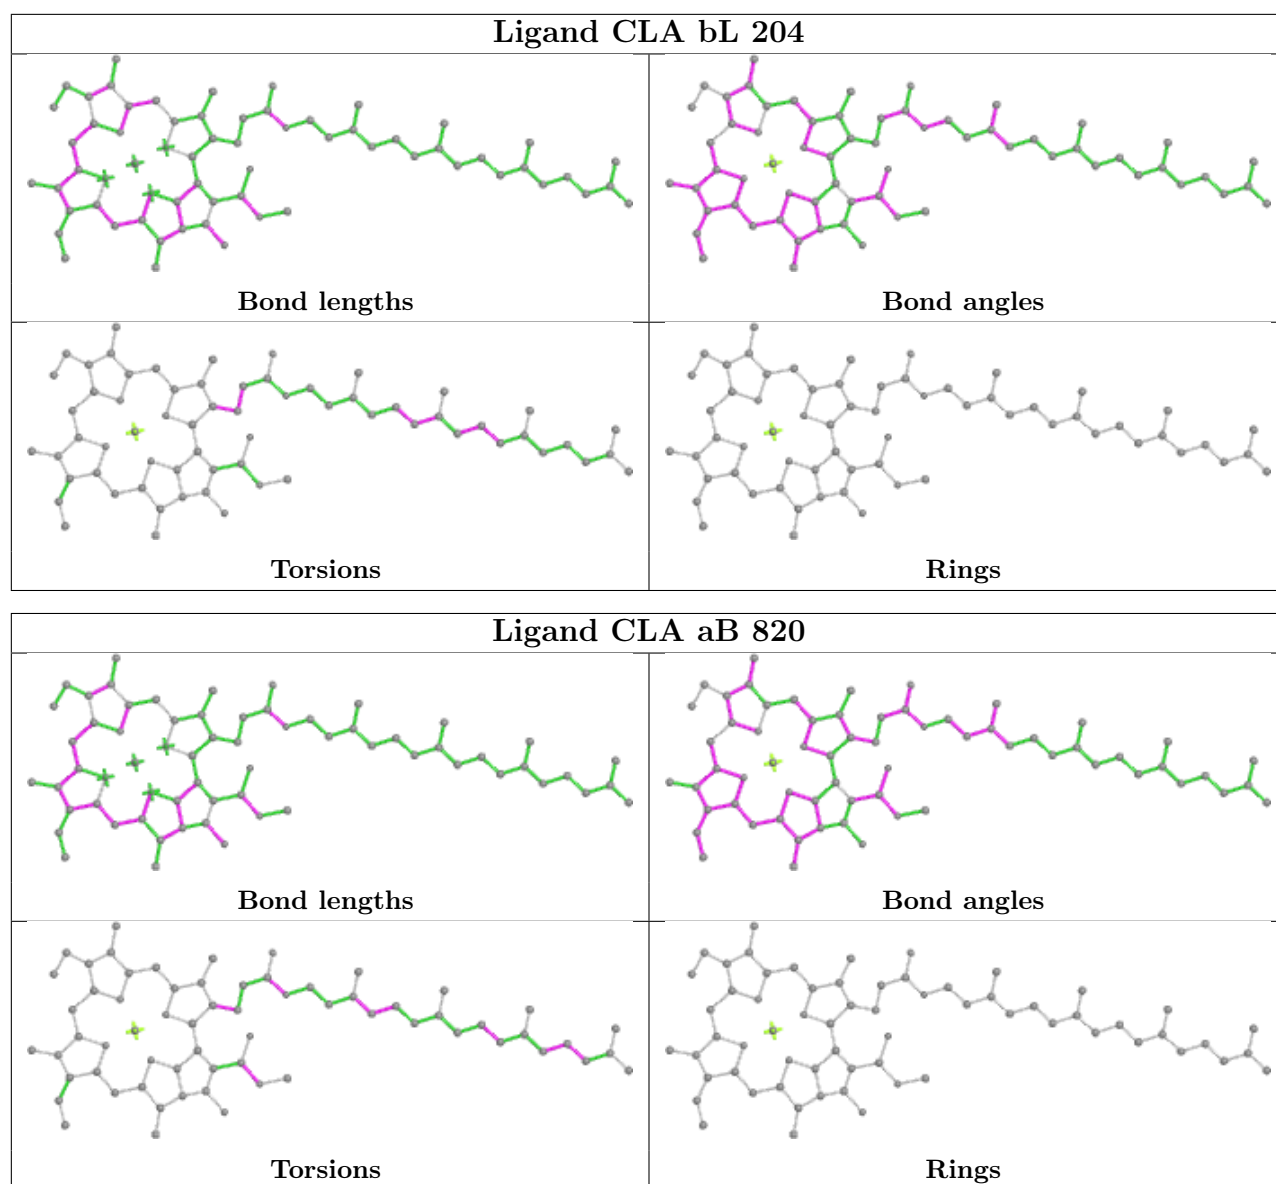 Ligand CLA bL 204
Bond lengths
Bond angles
Torsions
Rings
Ligand CLA aB 820
Bond lengths
Bond angles
Torsions
Rings